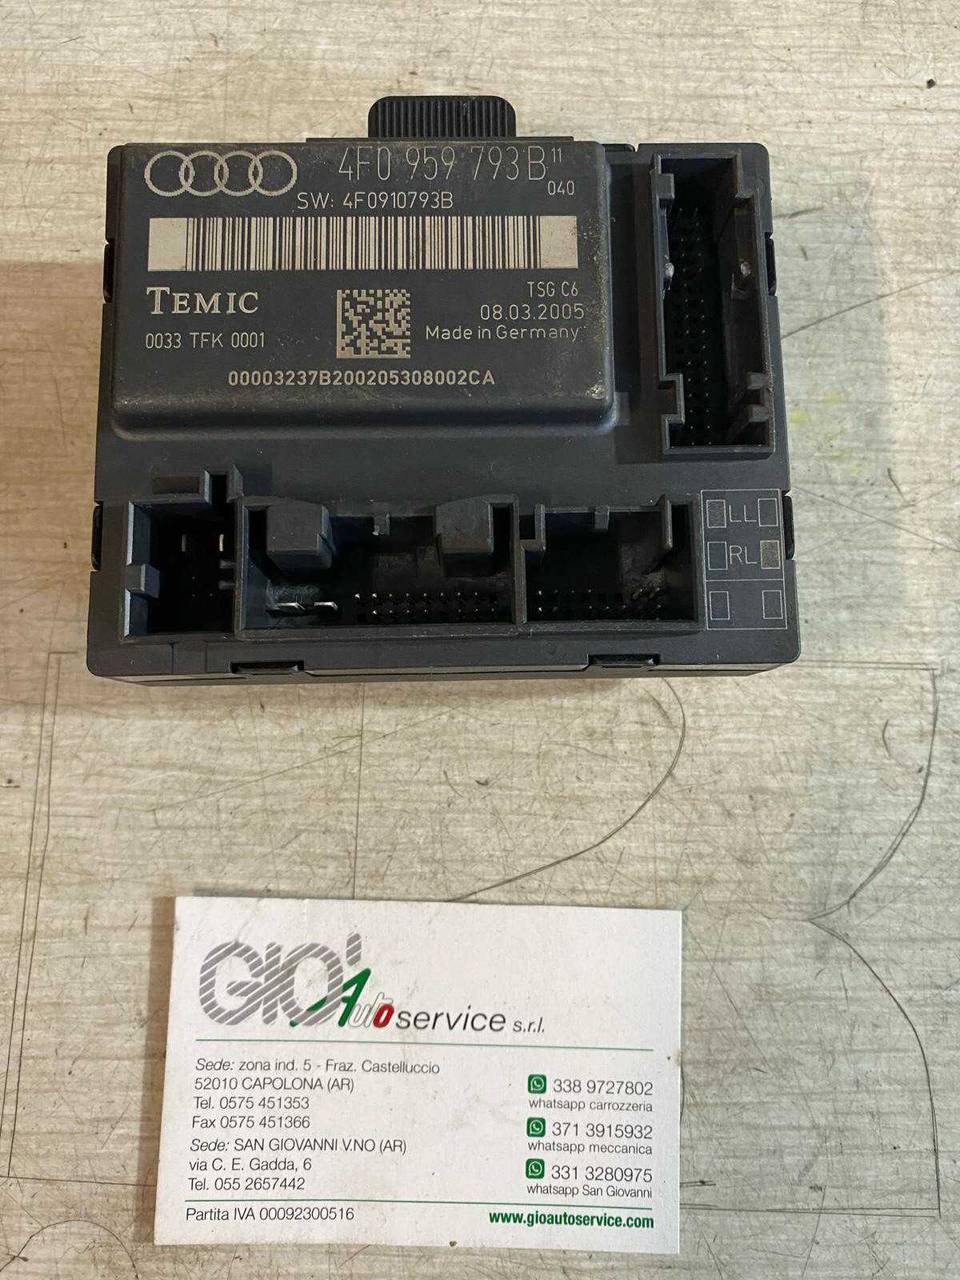 4F0 959 793B 11
040
SW: 4F0910793B
TEMIC
TSG C6
08.03.2005
0033 TFK 0001
Made in Germany
00003237B200205308002CA
LL
RL
GIO' Auto service s.r.l.
Sede: zona ind. 5 - Fraz. Castelluccio
52010 CAPOLONA (AR)
Tel. 0575 451353
Fax 0575 451366
Sede: SAN GIOVANNI V.NO (AR)
via C. E. Gadda, 6
Tel. 055 2657442
338 9727802
whatsapp carrozzeria
371 3915932
whatsapp meccanica
331 3280975
whatsapp San Giovanni
Partita IVA 00092300516
www.gioautoservice.com